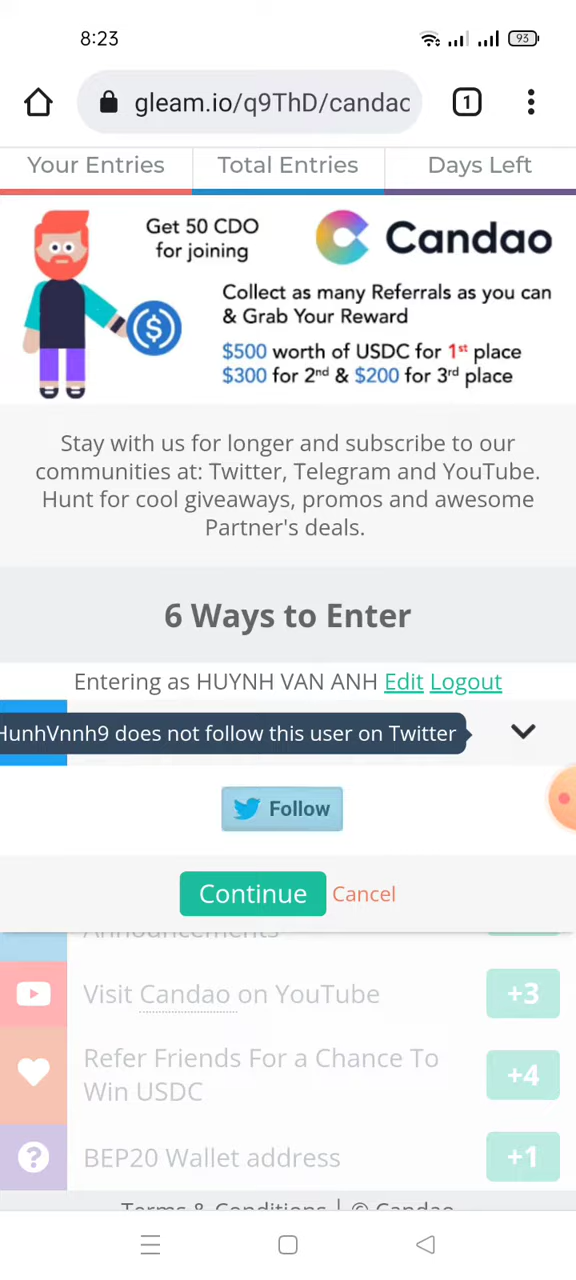 8:23
93
gleam.io/q9ThD/candac
1
Your Entries
Total Entries
Days Left
Get 50 CDO
for joining
Candao
Collect as many Referrals as you can
& Grab Your Reward
$500 worth of USDC for 1st place
$300 for 2nd & $200 for 3rd place
Stay with us for longer and subscribe to our
communities at: Twitter, Telegram and YouTube.
Hunt for cool giveaways, promos and awesome
Partner's deals.
6 Ways to Enter
Entering as HUYNH VAN ANH Edit Logout
HunhVnnh9 does not follow this user on Twitter
Follow
Continue Cancel
Announcements
Visit Candao on YouTube
+3
Refer Friends For a Chance To
Win USDC
+4
BEP20 Wallet address
+1
Terms & Conditions | © Candao